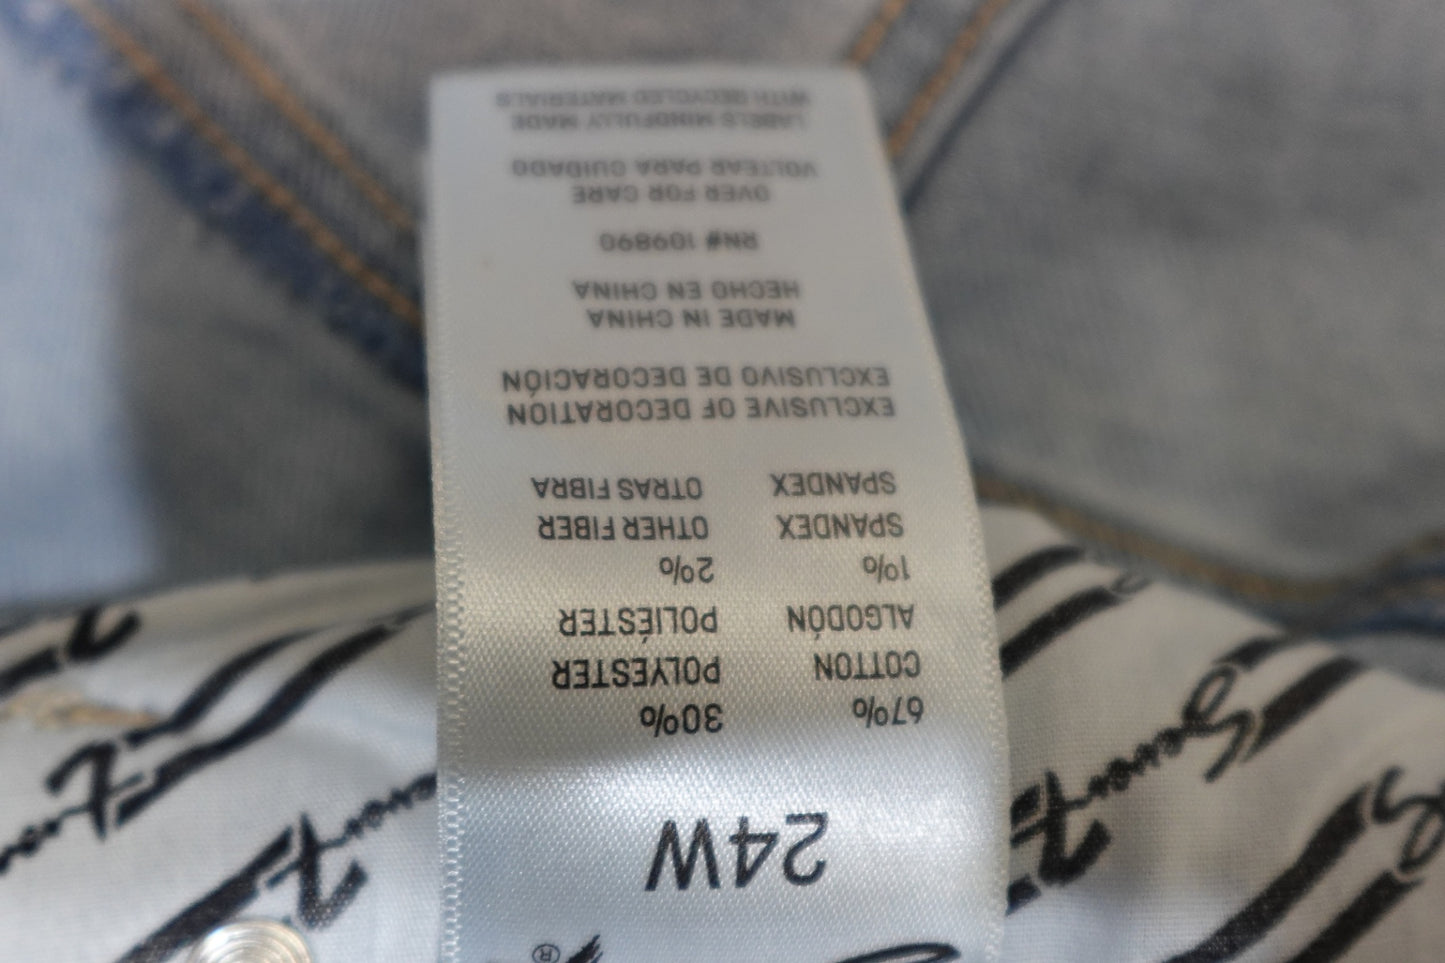 24W
67% 30%
COTTON POLYESTER
ALGODÓN POLIÉSTER
1% 2%
SPANDEX OTHER FIBER
SPANDEX OTRAS FIBRA
EXCLUSIVE OF DECORATION
EXCLUSIVO DE DECORACIÓN
MADE IN CHINA
HECHO EN CHINA
RN# 109890
OVER FOR CARE
VOLTEAR PARA CUIDADO
LABELS MINDFULLY MADE
WITH RECYCLED MATERIALS